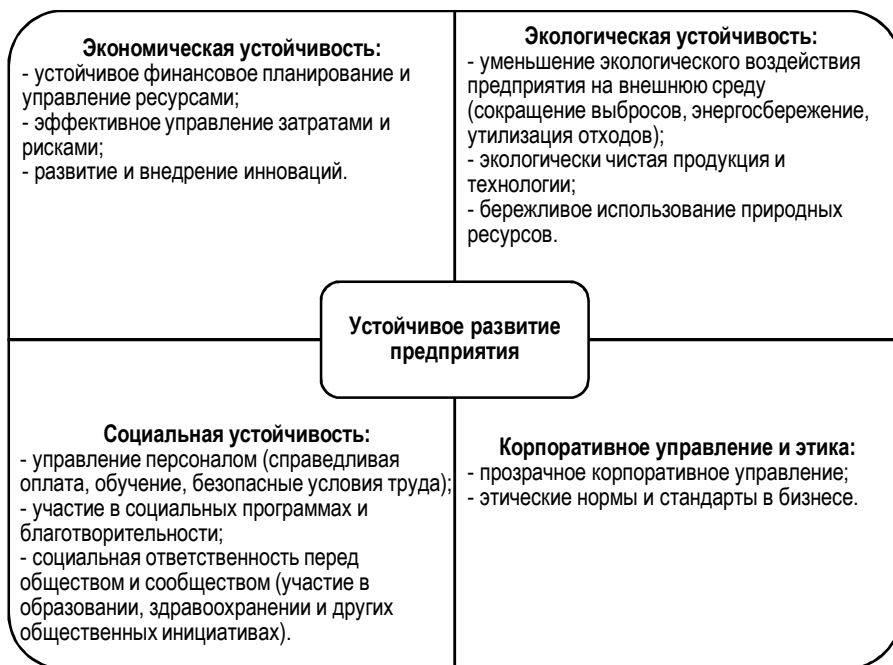 Экономическая устойчивость:
- устойчивое финансовое планирование и
управление ресурсами;
- эффективное управление затратами и
рисками;
- развитие и внедрение инноваций.
Экологическая устойчивость:
- уменьшение экологического воздействия
предприятия на внешнюю среду
(сокращение выбросов, энергосбережение,
утилизация отходов);
- экологически чистая продукция и
технологии;
- бережливое использование природных
ресурсов.
Устойчивое развитие
предприятия
Социальная устойчивость:
- управление персоналом (справедливая
оплата, обучение, безопасные условия труда);
- участие в социальных программах и
благотворительности;
- социальная ответственность перед
обществом и сообществом (участие в
образовании, здравоохранении и других
общественных инициативах).
Корпоративное управление и этика:
- прозрачное корпоративное управление;
- этические нормы и стандарты в бизнесе.